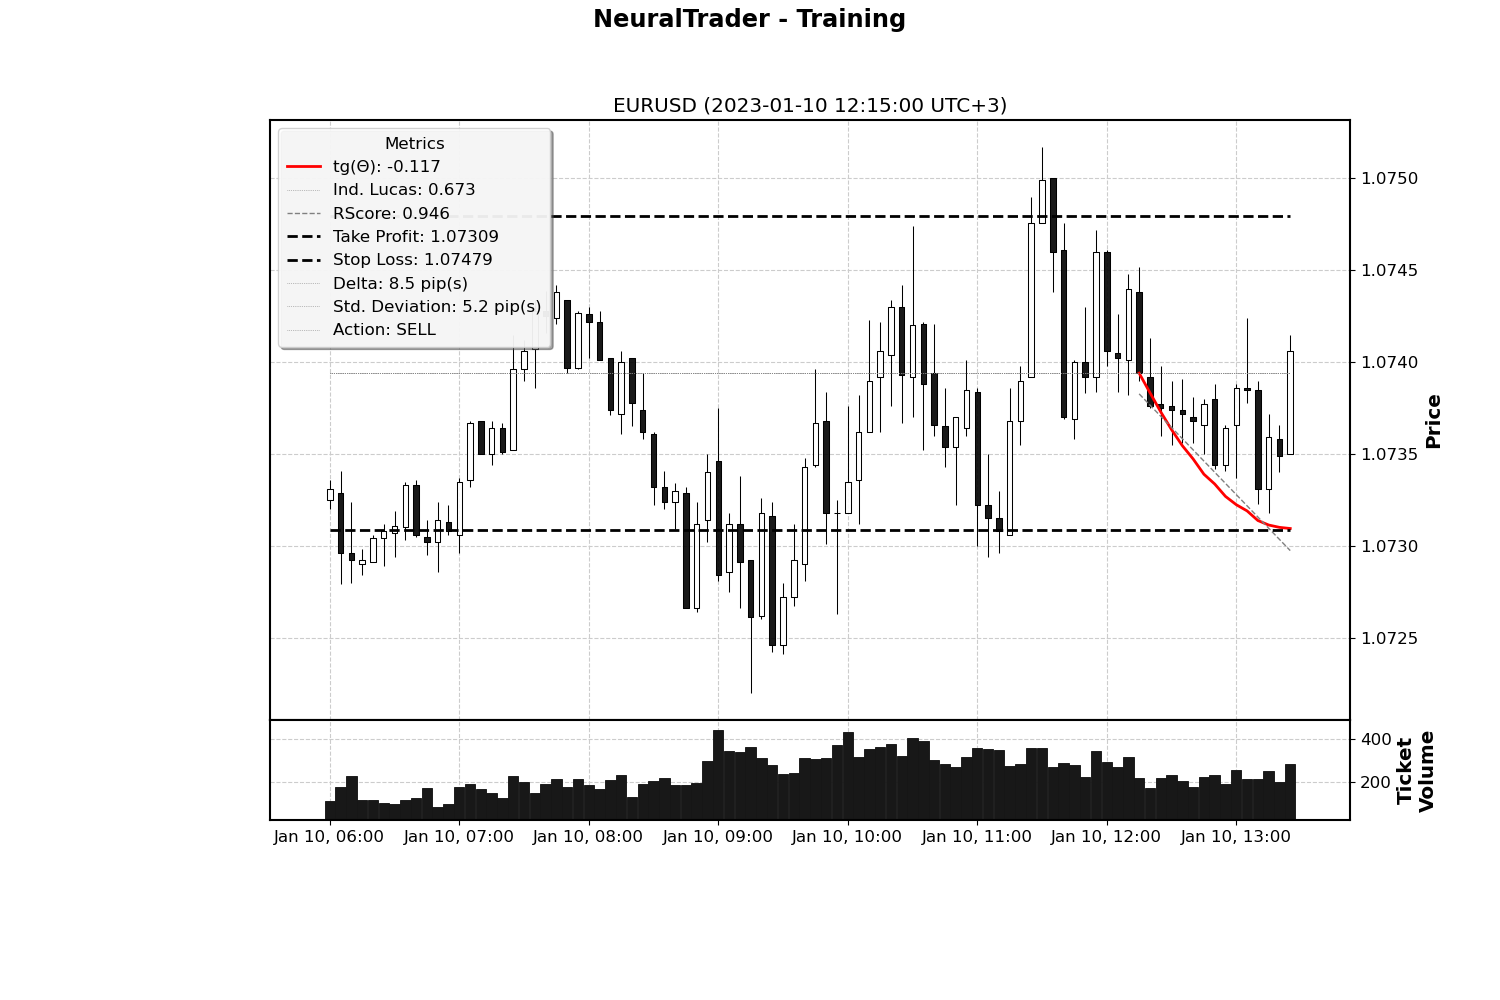 NeuralTrader - Training
EURUSD (2023-01-10 12:15:00 UTC+3)
Metrics
tg(Θ): -0.117
Ind. Lucas: 0.673
RScore: 0.946
Take Profit: 1.07309
Stop Loss: 1.07479
Delta: 8.5 pip(s)
Std. Deviation: 5.2 pip(s)
Action: SELL
1.0750
1.0745
1.0740
1.0735
1.0730
1.0725
Price
400
200
Ticket
Volume
Jan 10, 06:00 Jan 10, 07:00 Jan 10, 08:00 Jan 10, 09:00 Jan 10, 10:00 Jan 10, 11:00 Jan 10, 12:00 Jan 10, 13:00